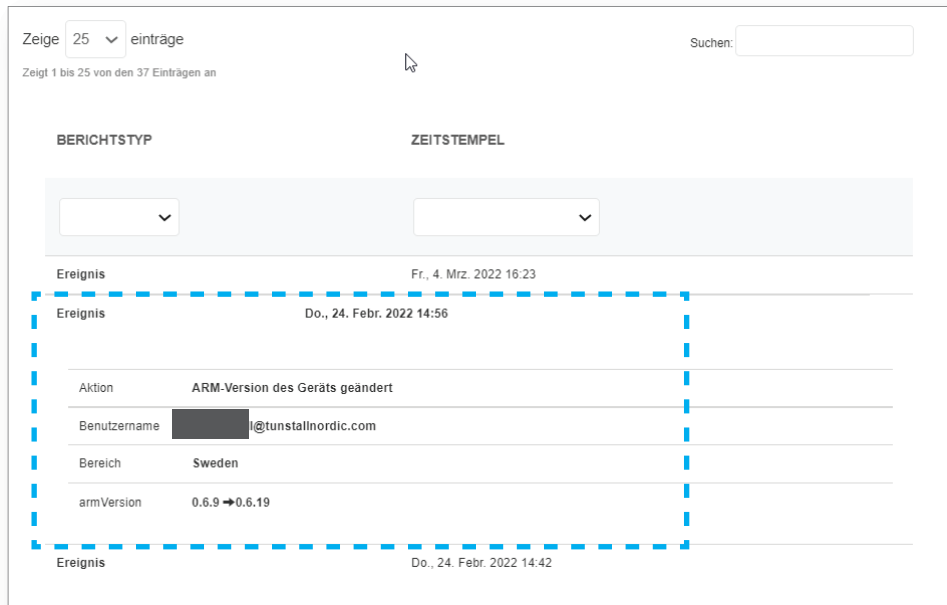 Zeige 25 einträge
Suchen:
Zeigt 1 bis 25 von den 37 Einträgen an
BERICHTSTYP ZEITSTEMPEL
Ereignis Fr., 4. Mrz. 2022 16:23
Ereignis Do., 24. Febr. 2022 14:56
Aktion ARM-Version des Geräts geändert
Benutzername l@tunstallnordic.com
Bereich Sweden
armVersion 0.6.9 ➔0.6.19
Ereignis Do., 24. Febr. 2022 14:42